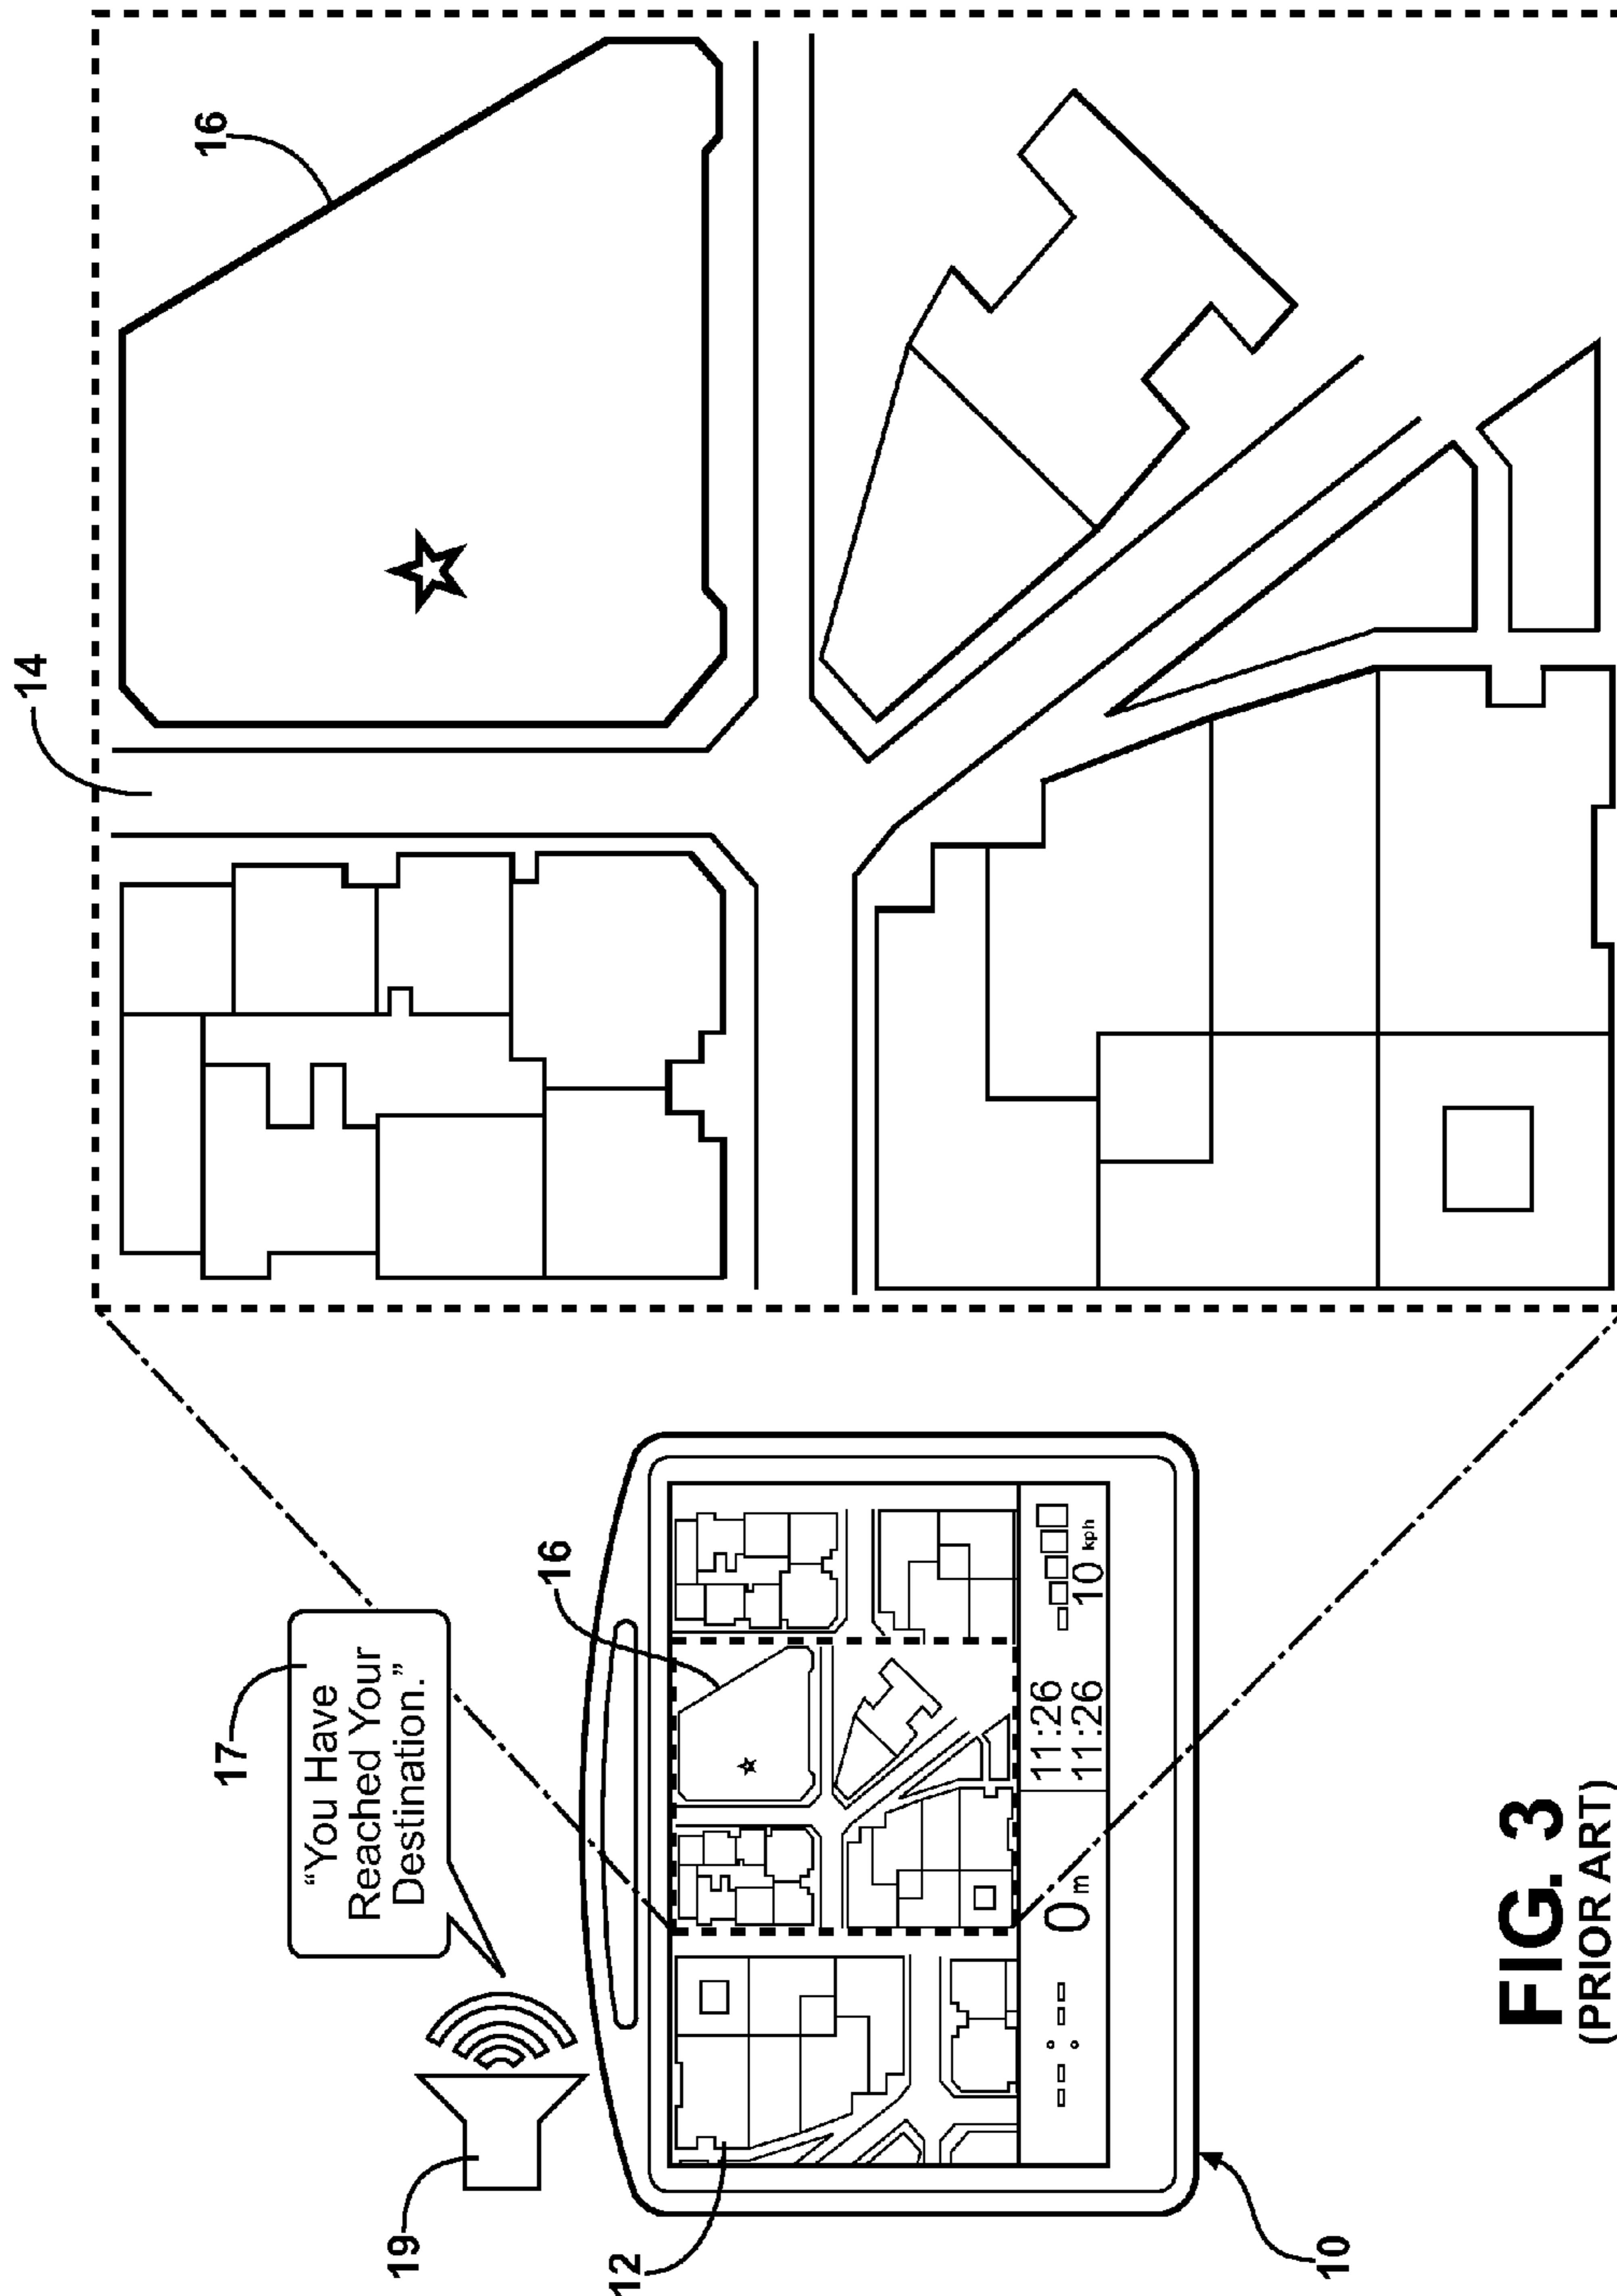 14
16
17
“You Have
Reached Your
Destination.”
19
16
12
0 m
11:26
11:26
10 kph
10
FIG. 3
(PRIOR ART)